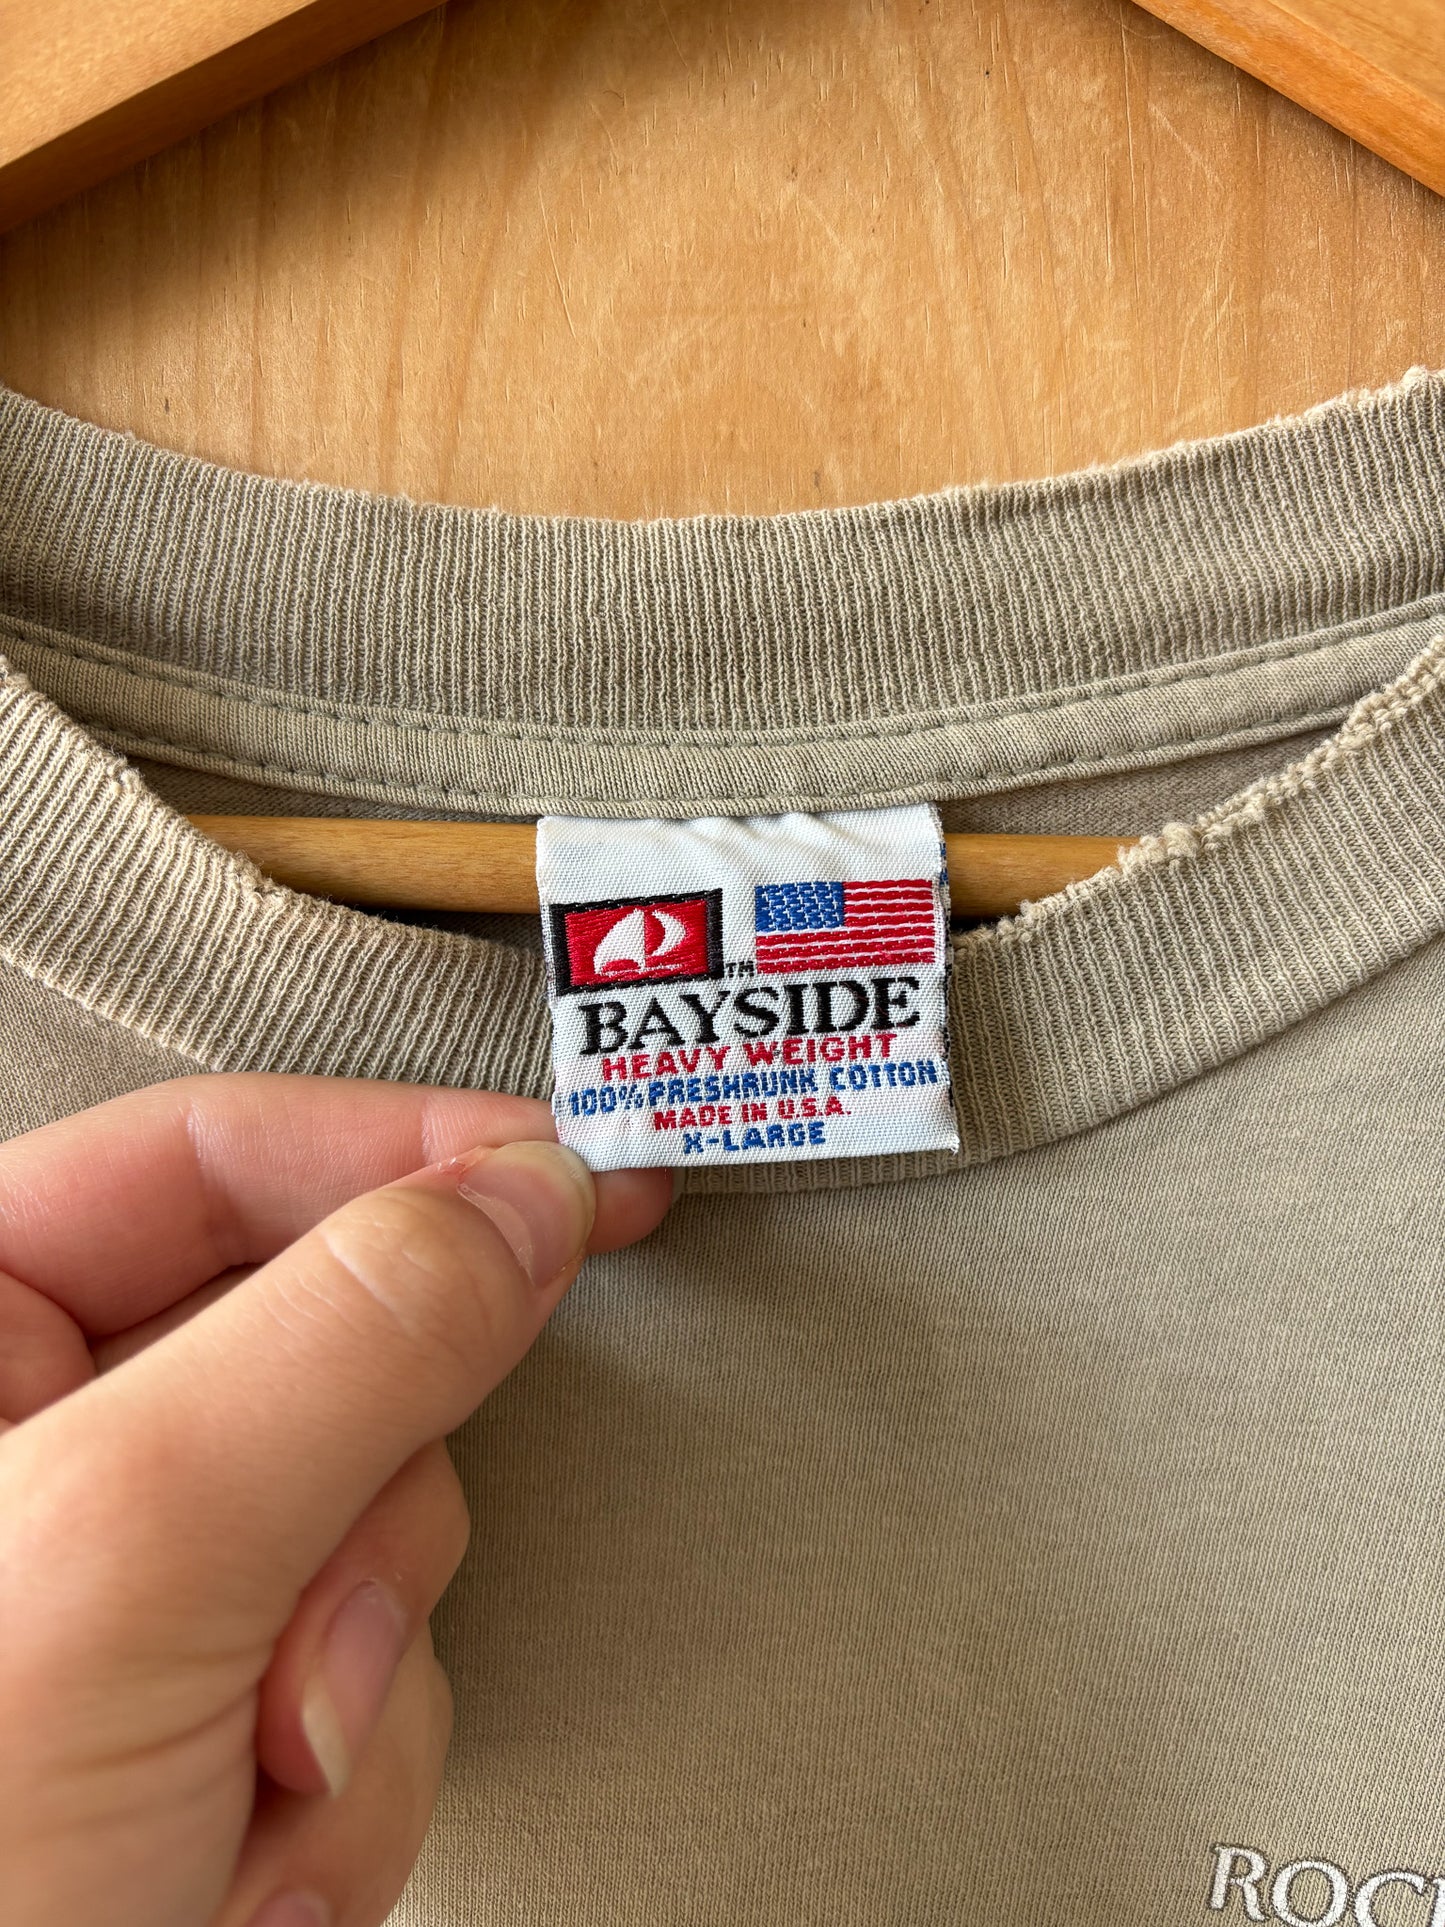 TM
BAYSIDE
HEAVY WEIGHT
100% PRESHRUNK COTTON
MADE IN U.S.A.
X-LARGE